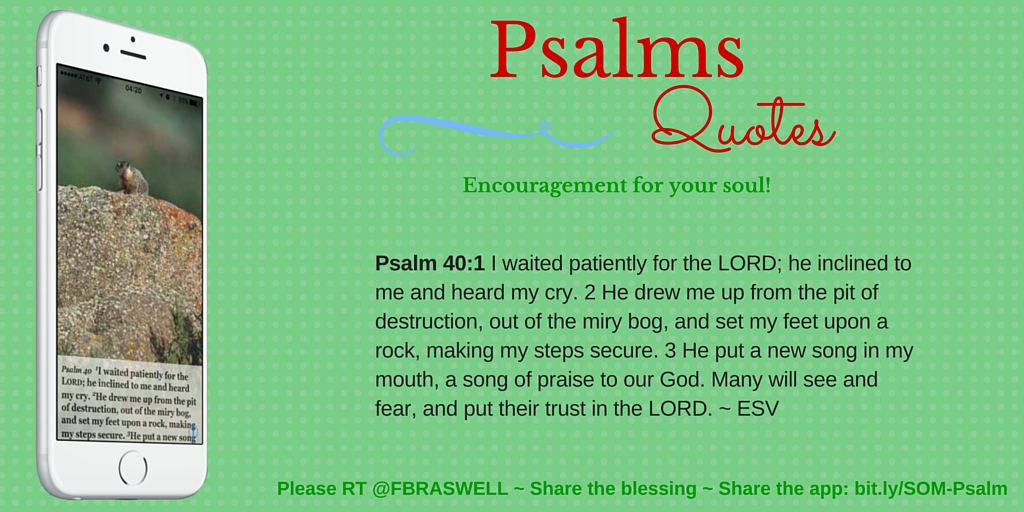 Psalms
Quotes
Encouragement for your soul!
Psalm 40:1 I waited patiently for the LORD; he inclined to
me and heard my cry. 2 He drew me up from the pit of
destruction, out of the miry bog, and set my feet upon a
rock, making my steps secure. 3 He put a new song in my
mouth, a song of praise to our God. Many will see and
fear, and put their trust in the LORD. ~ ESV
AT&T
04:20
Psalm 40 ¹I waited patiently for the
LORD; he inclined to me and heard
my cry. ²He drew me up from the pit
of destruction, out of the miry bog,
and set my feet upon a rock, making
my steps secure. ³He put a new song
Please RT @FBRASWELL ~ Share the blessing ~ Share the app: bit.ly/SOM-Psalm